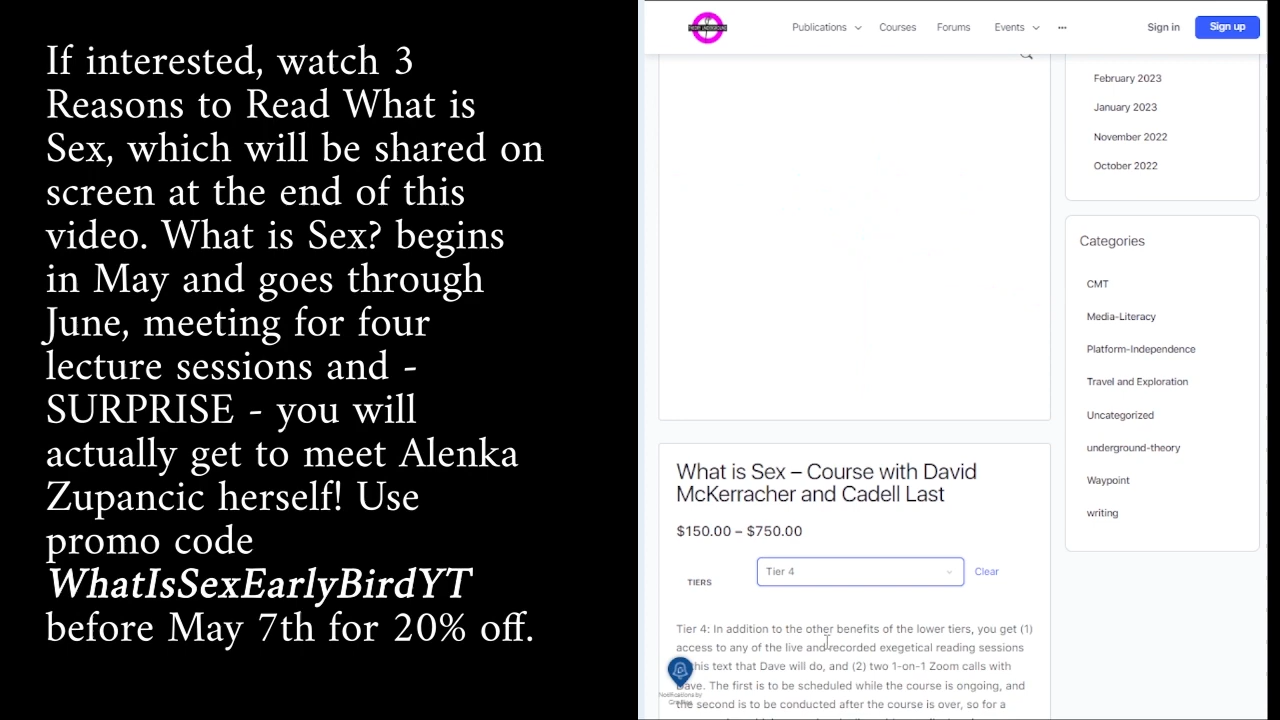 If interested, watch 3
Reasons to Read What is
Sex, which will be shared on
screen at the end of this
video. What is Sex? begins
in May and goes through
June, meeting for four
lecture sessions and -
SURPRISE - you will
actually get to meet Alenka
Zupancic herself! Use
promo code
WhatIsSexEarlyBirdYT
before May 7th for 20% off.
THEORY UNDERGROUND
Publications
Courses
Forums
Events
Sign in
Sign up
February 2023
January 2023
November 2022
October 2022
Categories
CMT
Media-Literacy
Platform-Independence
Travel and Exploration
Uncategorized
underground-theory
Waypoint
writing
What is Sex – Course with David
McKerracher and Cadell Last
$150.00 – $750.00
TIERS
Tier 4
Clear
Tier 4: In addition to the other benefits of the lower tiers, you get (1)
access to any of the live and recorded exegetical reading sessions
this text that Dave will do, and (2) two 1-on-1 Zoom calls with
Dave. The first is to be scheduled while the course is ongoing, and
the second is to be conducted after the course is over, so for a
Notifications by